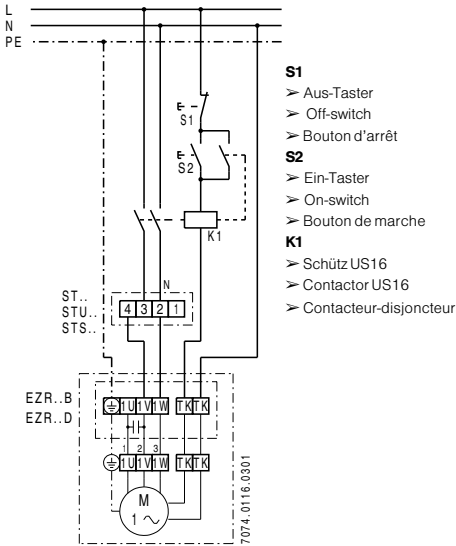 L
N
PE
S1
S2
K1
N
ST..
STU..
STS..
4 3 2 1
EZR..B
EZR..D
1U 1V 1W TK TK
1 2 3
1U 1V 1W TK TK
M
1 ~
7074.0116.0301
S1
➢ Aus-Taster
➢ Off-switch
➢ Bouton d'arrêt
S2
➢ Ein-Taster
➢ On-switch
➢ Bouton de marche
K1
➢ Schütz US16
➢ Contactor US16
➢ Contacteur-disjoncteur